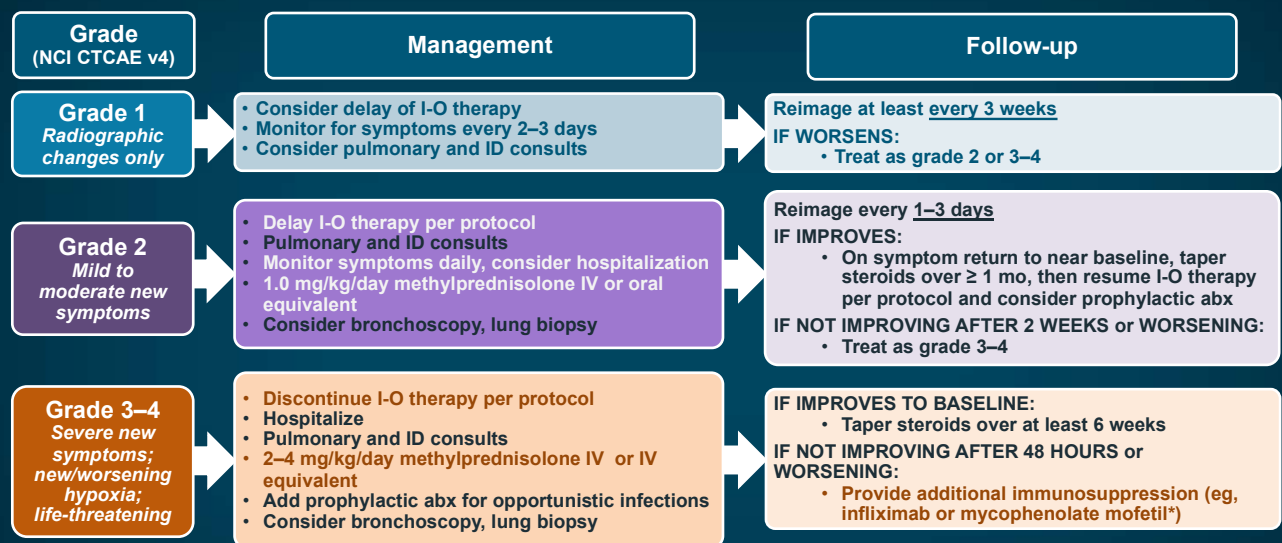 Grade
(NCI CTCAE v4)
Management
Follow-up
Grade 1
Radiographic
changes only
• Consider delay of I-O therapy
• Monitor for symptoms every 2–3 days
• Consider pulmonary and ID consults
Reimage at least every 3 weeks
IF WORSENS:
• Treat as grade 2 or 3–4
Grade 2
Mild to
moderate new
symptoms
• Delay I-O therapy per protocol
• Pulmonary and ID consults
• Monitor symptoms daily, consider hospitalization
• 1.0 mg/kg/day methylprednisolone IV or oral
equivalent
• Consider bronchoscopy, lung biopsy
Reimage every 1–3 days
IF IMPROVES:
• On symptom return to near baseline, taper
steroids over ≥ 1 mo, then resume I-O therapy
per protocol and consider prophylactic abx
IF NOT IMPROVING AFTER 2 WEEKS or WORSENING:
• Treat as grade 3–4
Grade 3–4
Severe new
symptoms;
new/worsening
hypoxia;
life-threatening
• Discontinue I-O therapy per protocol
• Hospitalize
• Pulmonary and ID consults
• 2–4 mg/kg/day methylprednisolone IV or IV
equivalent
• Add prophylactic abx for opportunistic infections
• Consider bronchoscopy, lung biopsy
IF IMPROVES TO BASELINE:
• Taper steroids over at least 6 weeks
IF NOT IMPROVING AFTER 48 HOURS or
WORSENING:
• Provide additional immunosuppression (eg,
infliximab or mycophenolate mofetil*)